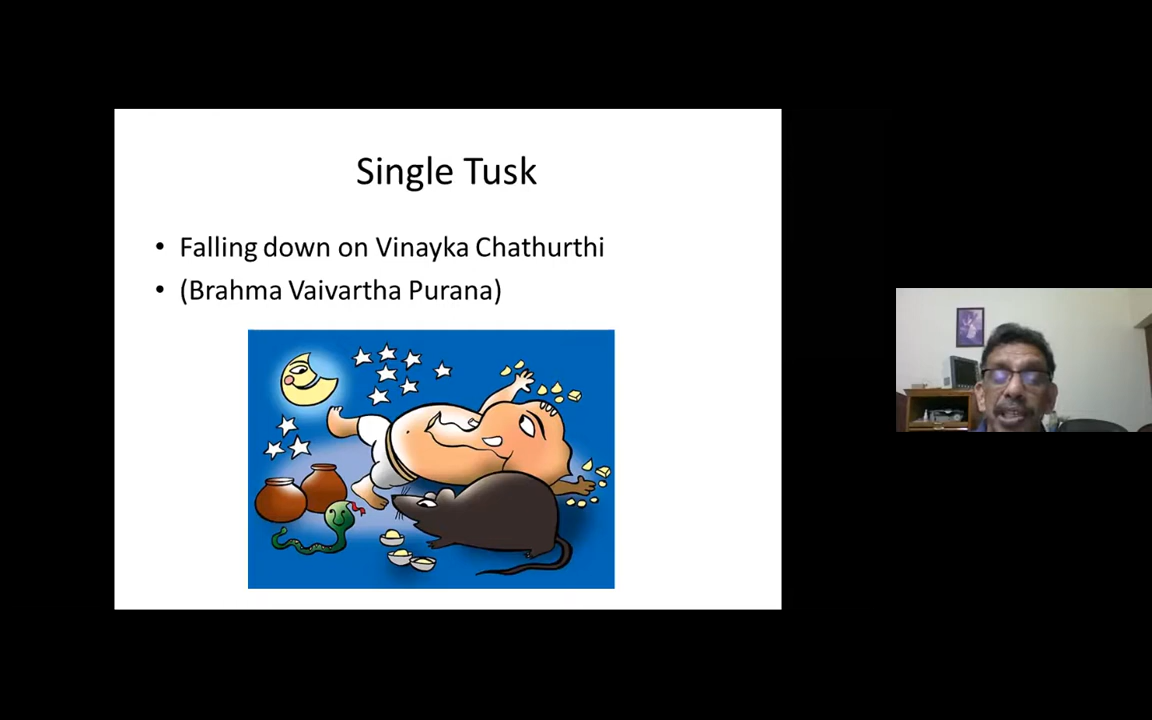 Single Tusk
• Falling down on Vinayka Chathurthi
• (Brahma Vaivartha Purana)